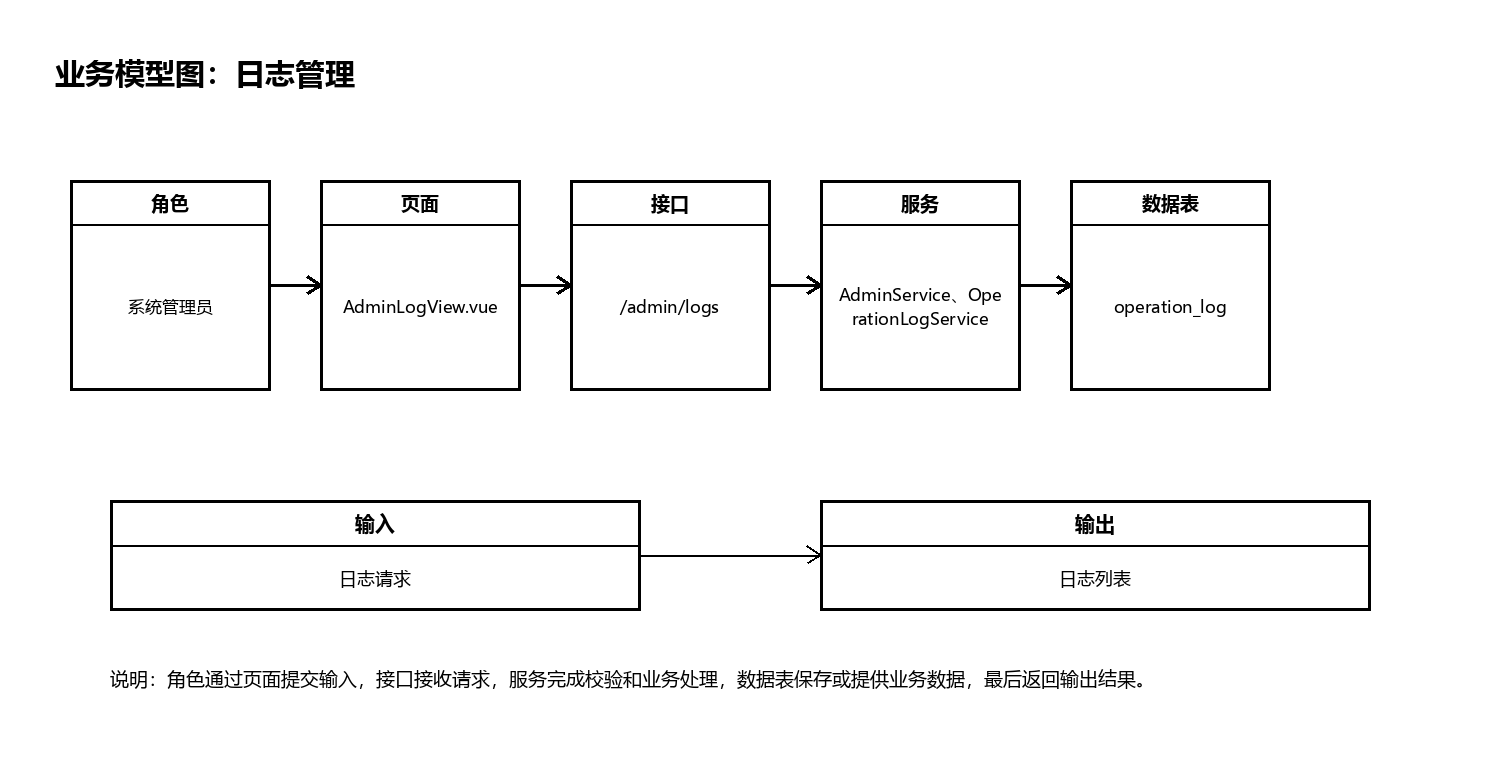 业务模型图：日志管理
角色
系统管理员
页面
AdminLogView.vue
接口
/admin/logs
服务
AdminService、Ope
rationLogService
数据表
operation_log
输入
日志请求
输出
日志列表
说明：角色通过页面提交输入，接口接收请求，服务完成校验和业务处理，数据表保存或提供业务数据，最后返回输出结果。